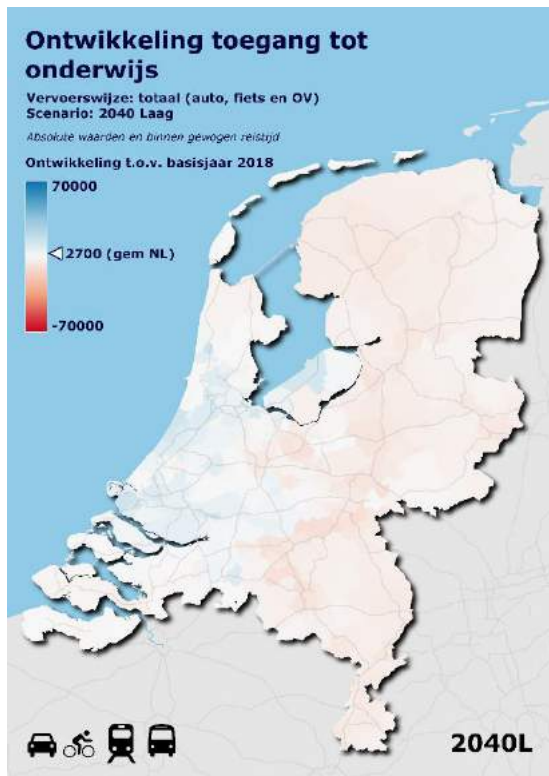 Ontwikkeling toegang tot
onderwijs
Vervoerswijze: totaal (auto, fiets en OV)
Scenario: 2040 Laag
Absolute waarden en binnen gewogen reistijd
Ontwikkeling t.o.v. basisjaar 2018
70000
2700 (gem NL)
-70000
2040L